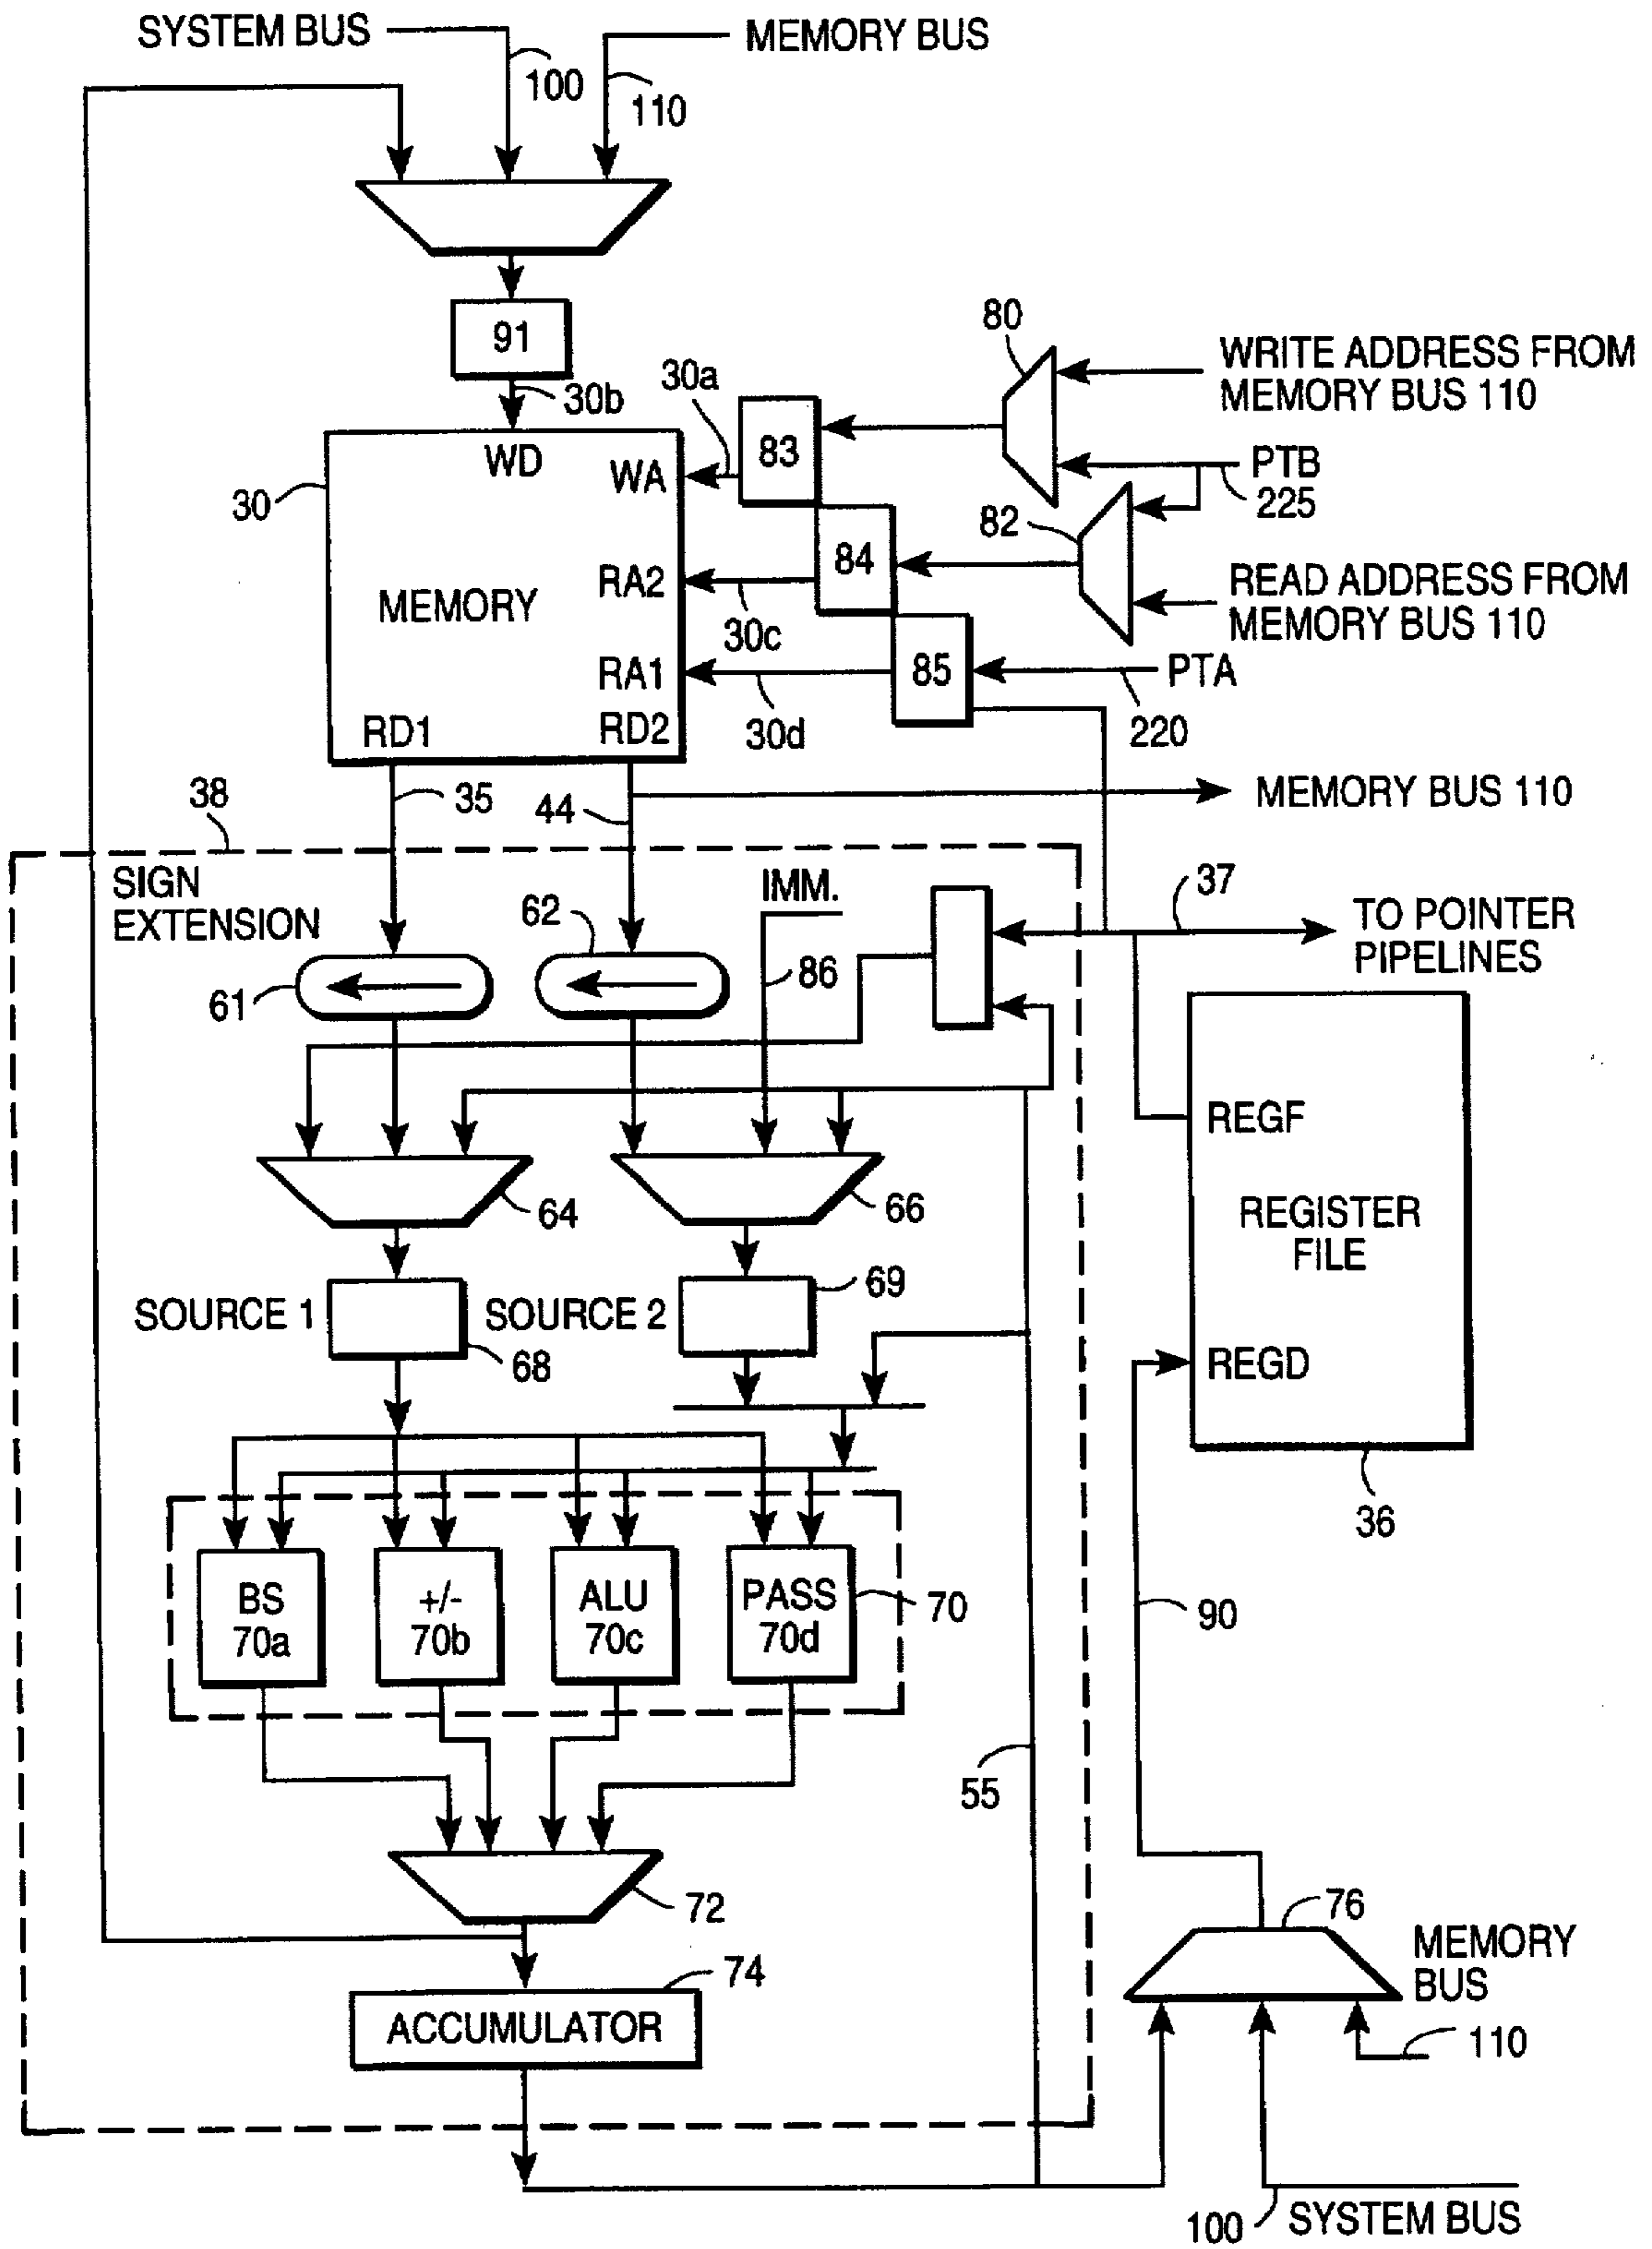 SYSTEM BUS
MEMORY BUS
100
110
91
30b
30a
80
WRITE ADDRESS FROM
MEMORY BUS 110
83
WD
WA
30
PTB
225
82
84
RA2
MEMORY
30c
READ ADDRESS FROM
MEMORY BUS 110
85
RA1
PTA
RD1
RD2
30d
220
38
35
44
MEMORY BUS 110
SIGN
EXTENSION
IMM.
37
62
TO POINTER
PIPELINES
86
61
REGF
64
66
REGISTER
FILE
69
SOURCE 1
SOURCE 2
68
REGD
36
BS
70a
+/-
70b
ALU
70c
PASS
70d
70
90
55
72
76
MEMORY
BUS
74
ACCUMULATOR
110
100
SYSTEM BUS